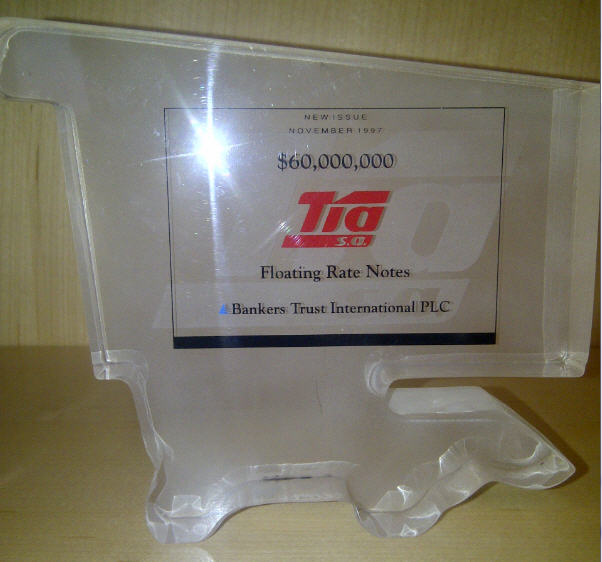 NEW ISSUE
NOVEMBER 1997
$60,000,000
Tia
s.a.
Floating Rate Notes
Bankers Trust International PLC